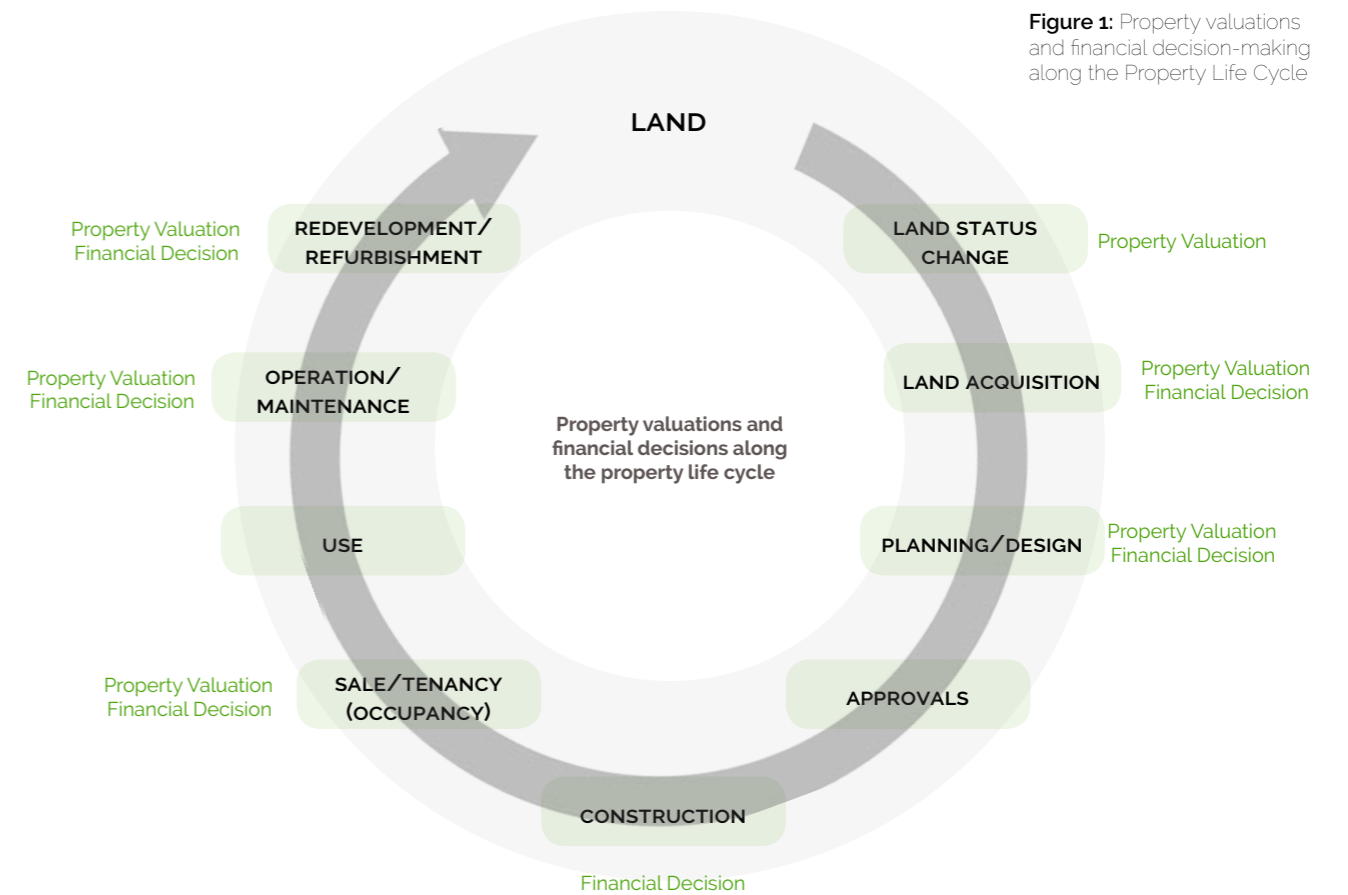 Figure 1: Property valuations
and financial decision-making
along the Property Life Cycle
LAND
LAND STATUS
CHANGE
Property Valuation
LAND ACQUISITION
Property Valuation
Financial Decision
PLANNING/DESIGN
Property Valuation
Financial Decision
APPROVALS
CONSTRUCTION
Financial Decision
SALE/TENANCY
(OCCUPANCY)
Property Valuation
Financial Decision
USE
OPERATION/
MAINTENANCE
Property Valuation
Financial Decision
REDEVELOPMENT/
REFURBISHMENT
Property Valuation
Financial Decision
Property valuations and
financial decisions along
the property life cycle